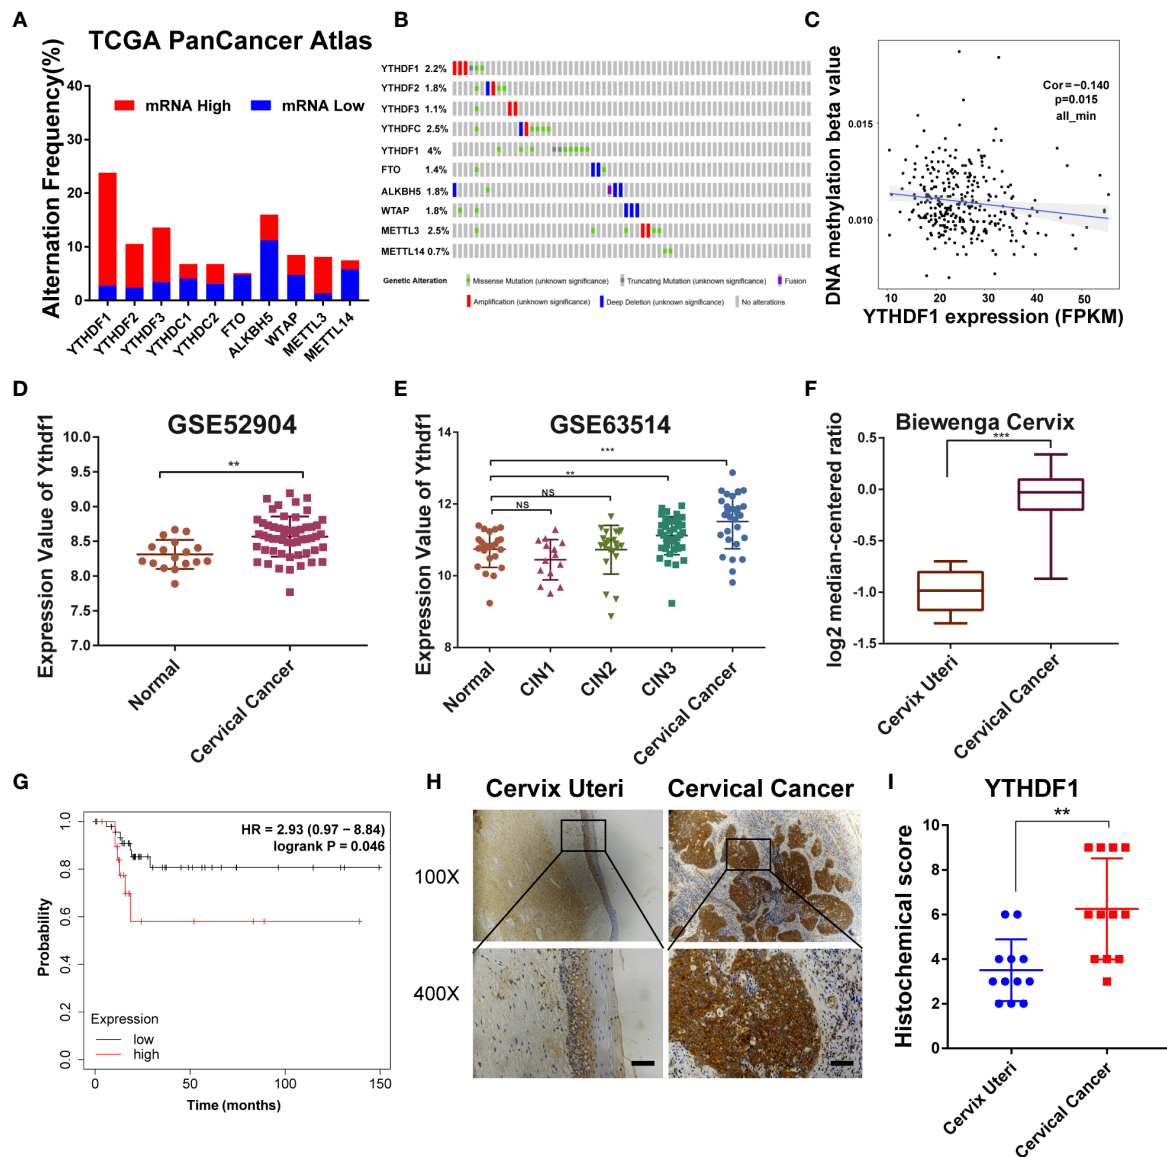 A
TCGA PanCancer Atlas
Alternation Frequency(%)
40
30
20
10
0
mRNA High
mRNA Low
YTHDF1
YTHDF2
YTHDF3
YTHDC1
YTHDC2
FTO
ALKBH5
WTAP
METTL3
METTL14
B
YTHDF1 2.2%
YTHDF2 1.8%
YTHDF3 1.1%
YTHDFC 2.5%
YTHDF1 4%
FTO 1.4%
ALKBH5 1.8%
WTAP 1.8%
METTL3 2.5%
METTL14 0.7%
Genetic Alteration
Missense Mutation (unknown significance)
Truncating Mutation (unknown significance)
Fusion
Amplification (unknown significance)
Deep Deletion (unknown significance)
No alterations
C
DNA methylation beta value
0.015
0.010
Cor=−0.140
p=0.015
all_min
10
20
30
40
50
YTHDF1 expression (FPKM)
D
GSE52904
Expression Value of Ythdf1
10.0
9.5
9.0
8.5
8.0
7.5
7.0
**
Normal
Cervical Cancer
E
GSE63514
Expression Value of Ythdf1
14
12
10
8
***
**
NS
NS
Normal
CIN1
CIN2
CIN3
Cervical Cancer
F
Biewenga Cervix
log2 median-centered ratio
0.5
0.0
-0.5
-1.0
-1.5
***
Cervix Uteri
Cervical Cancer
G
Probability
1.0
0.8
0.6
0.4
0.2
0.0
HR = 2.93 (0.97 − 8.84)
logrank P = 0.046
Expression
low
high
0
50
100
150
Time (months)
H
Cervix Uteri
Cervical Cancer
100X
400X
I
YTHDF1
Histochemical score
10
8
6
4
2
0
**
Cervix Uteri
Cervical Cancer